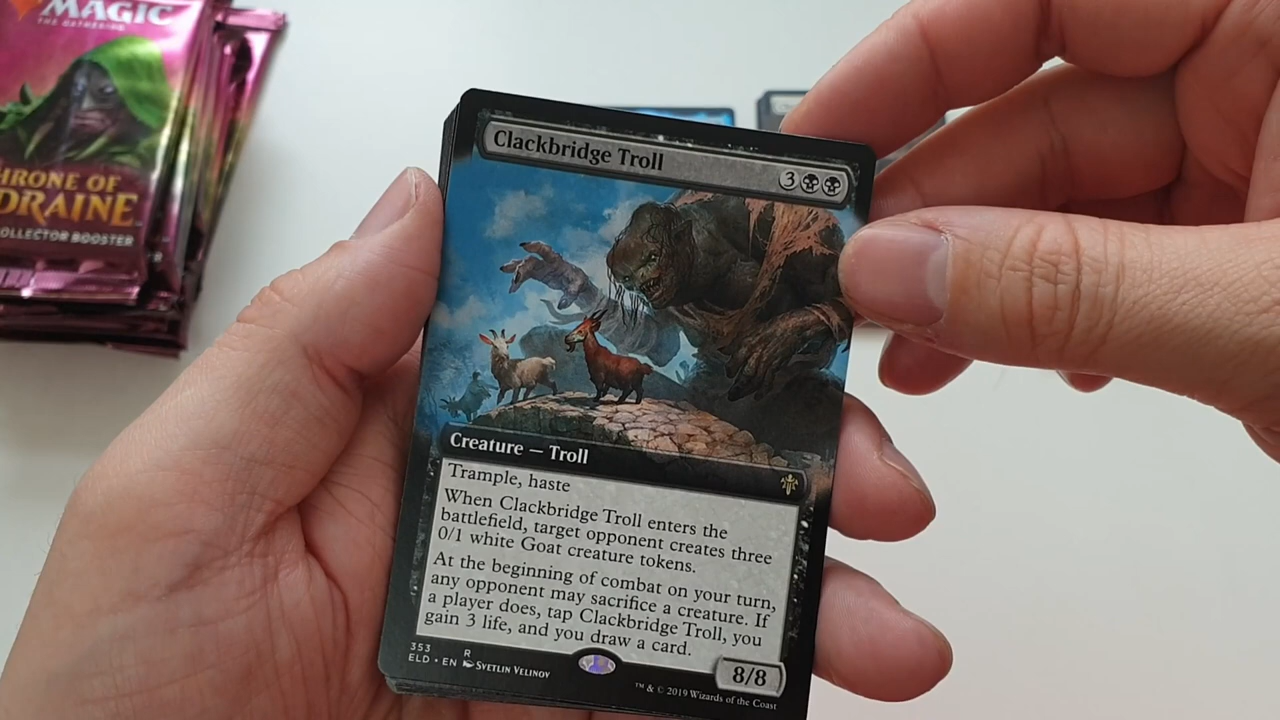 MAGIC
THE GATHERING
THRONE OF
DRAINE
COLLECTOR BOOSTER
Clackbridge Troll
3
Creature — Troll
Trample, haste
When Clackbridge Troll enters the
battlefield, target opponent creates three
0/1 white Goat creature tokens.
At the beginning of combat on your turn,
any opponent may sacrifice a creature. If
a player does, tap Clackbridge Troll, you
gain 3 life, and you draw a card.
8/8
353 R
ELD • EN SVETLIN VELINOV
™ & © 2019 Wizards of the Coast